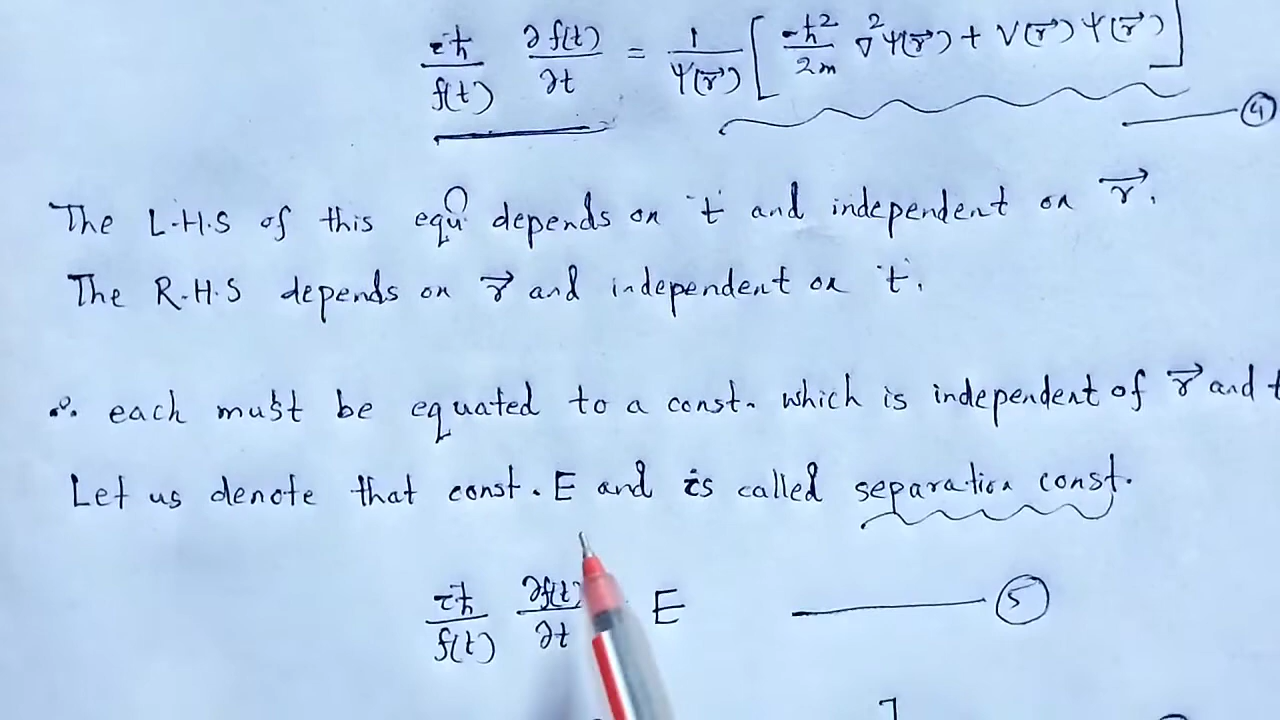 iħ/f(t) ∂f(t)/∂t = 1/ψ(r⃗) [ -ħ²/2m ∇²ψ(r⃗) + V(r⃗) ψ(r⃗) ] — ④
The L.H.S of this equⁿ depends on 't' and independent on r⃗.
The R.H.S depends on r⃗ and independent on 't'.
∴ each must be equated to a const. which is independent of r⃗ and t
Let us denote that const. E and is called separation const.
iħ/f(t) ∂f(t)/∂t E — ⑤